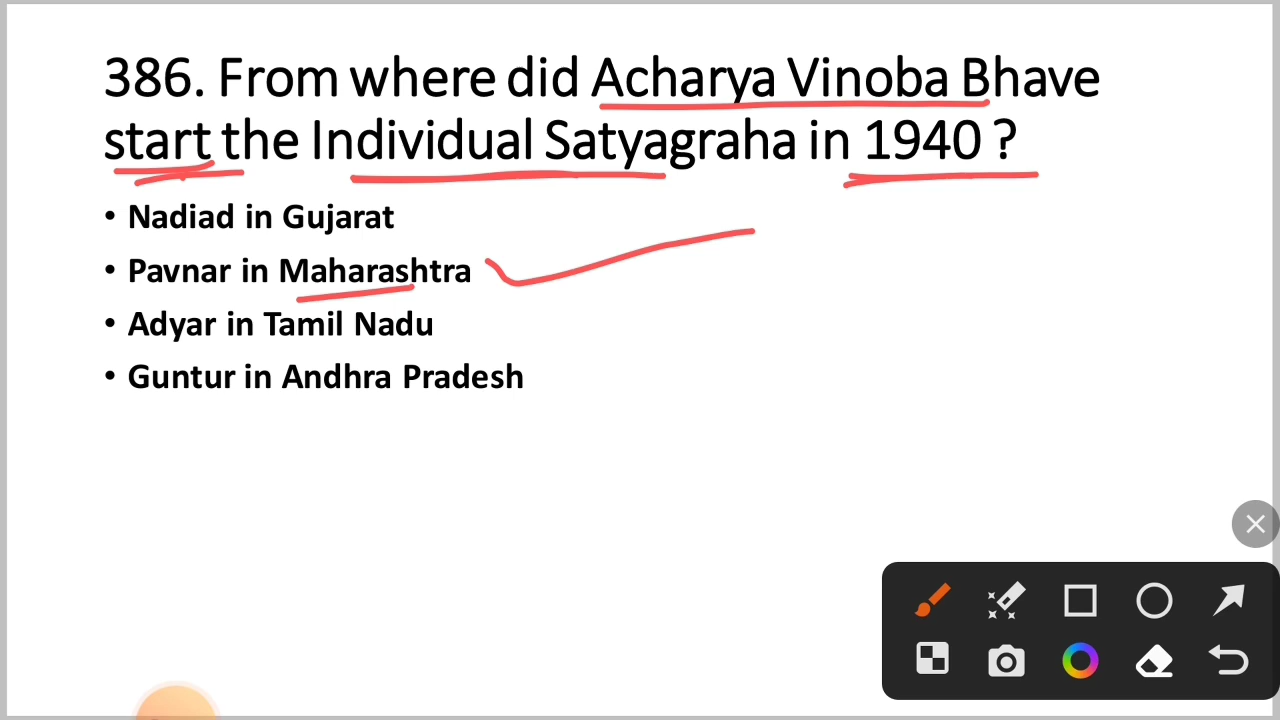 386. From where did Acharya Vinoba Bhave
start the Individual Satyagraha in 1940 ?
• Nadiad in Gujarat
• Pavnar in Maharashtra
• Adyar in Tamil Nadu
• Guntur in Andhra Pradesh